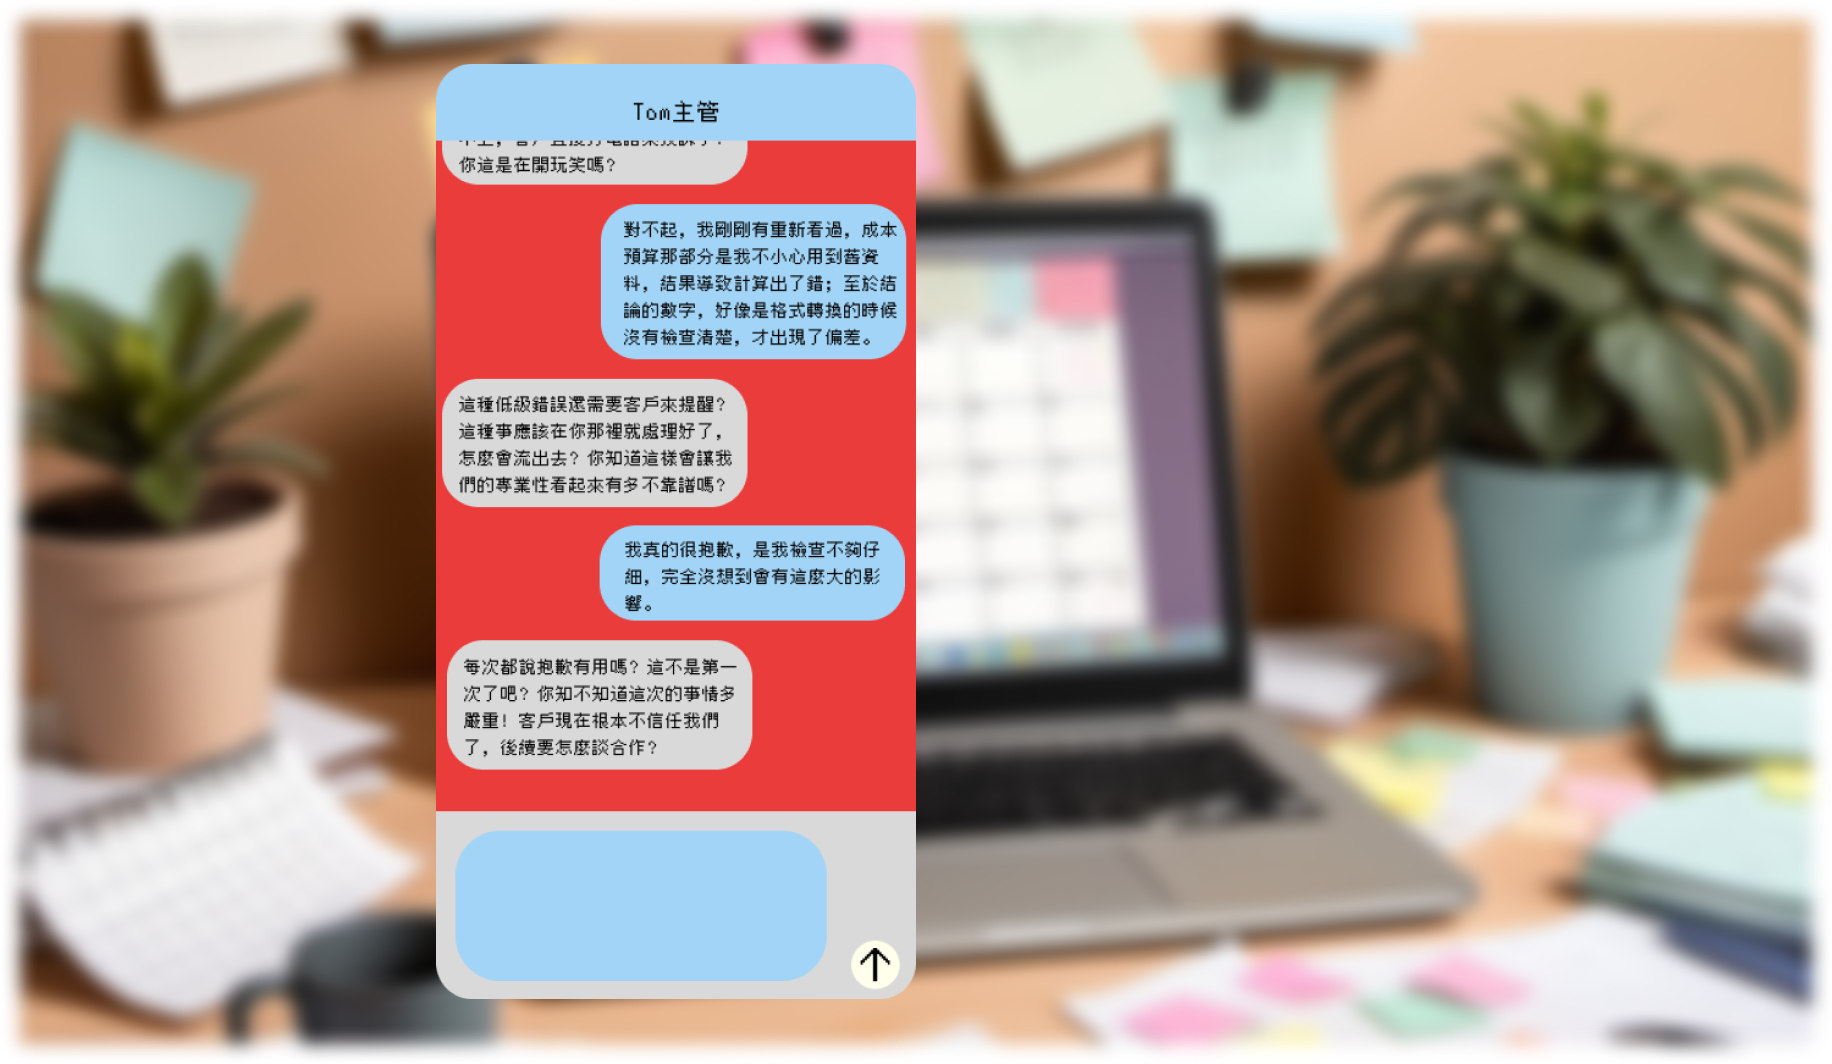 Tom主管
你這是在開玩笑嗎？
對不起，我剛剛有重新看過，成本
預算那部分是我不小心用到舊資
料，結果導致計算出了錯；至於結
論的數字，好像是格式轉換的時候
沒有檢查清楚，才出現了偏差。
這種低級錯誤還需要客戶來提醒？
這種事應該在你那裡就處理好了，
怎麼會流出去？你知道這樣會讓我
們的專業性看起來有多不靠譜嗎？
我真的很抱歉，是我檢查不夠仔
細，完全沒想到會有這麼大的影
響。
每次都說抱歉有用嗎？這不是第一
次了吧？你知不知道這次的事情多
嚴重！客戶現在根本不信任我們
了，後續要怎麼談合作？